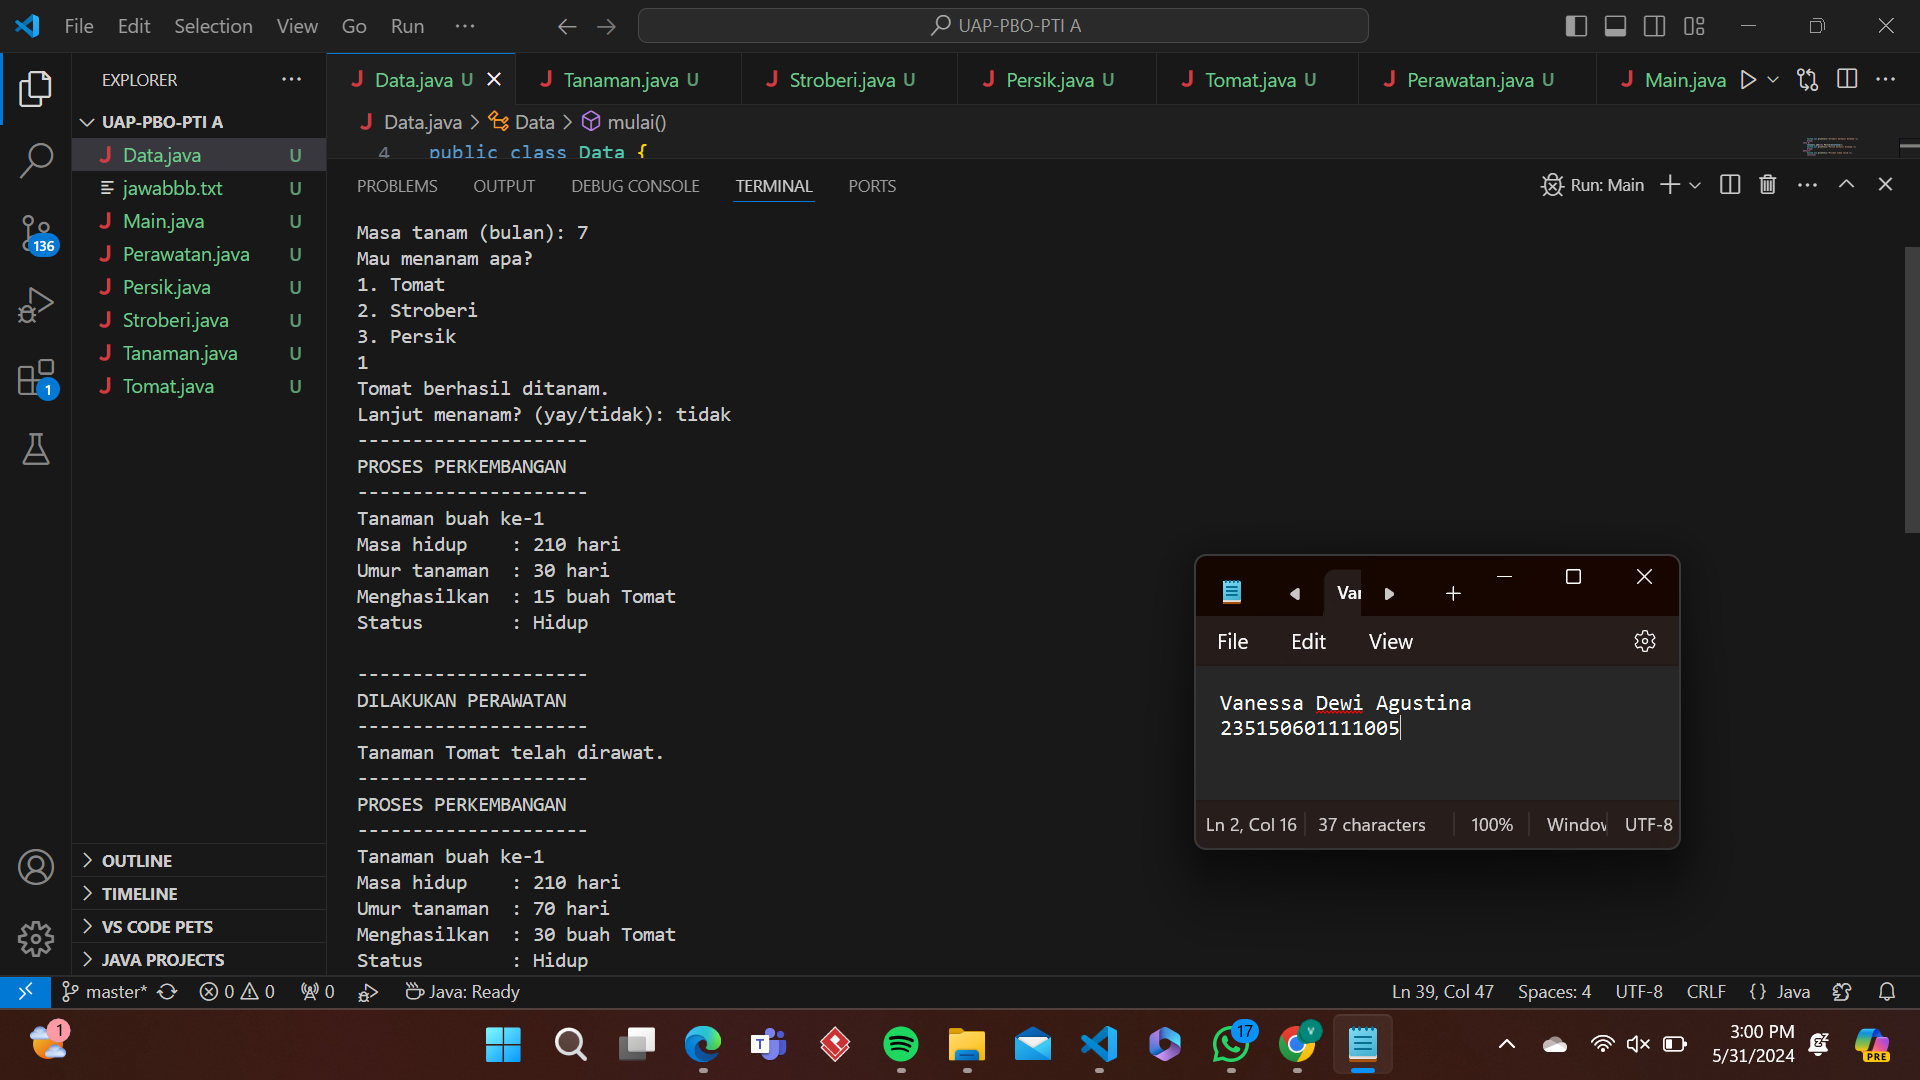 File Edit Selection View Go Run ··· UAP-PBO-PTI A
EXPLORER ···
UAP-PBO-PTI A
J Data.java U
jawabbb.txt U
J Main.java U
J Perawatan.java U
J Persik.java U
J Stroberi.java U
J Tanaman.java U
J Tomat.java U
136
1
OUTLINE
TIMELINE
VS CODE PETS
JAVA PROJECTS
J Data.java U J Tanaman.java U J Stroberi.java U J Persik.java U J Tomat.java U J Perawatan.java U J Main.java
J Data.java > Data > mulai()
4 public class Data {
PROBLEMS OUTPUT DEBUG CONSOLE TERMINAL PORTS Run: Main
Masa tanam (bulan): 7
Mau menanam apa?
1. Tomat
2. Stroberi
3. Persik
1
Tomat berhasil ditanam.
Lanjut menanam? (yay/tidak): tidak
---------------------
PROSES PERKEMBANGAN
---------------------
Tanaman buah ke-1
Masa hidup : 210 hari
Umur tanaman : 30 hari
Menghasilkan : 15 buah Tomat
Status : Hidup
---------------------
DILAKUKAN PERAWATAN
---------------------
Tanaman Tomat telah dirawat.
---------------------
PROSES PERKEMBANGAN
---------------------
Tanaman buah ke-1
Masa hidup : 210 hari
Umur tanaman : 70 hari
Menghasilkan : 30 buah Tomat
Status : Hidup
File Edit View
Vanessa Dewi Agustina
235150601111005
Ln 2, Col 16 37 characters 100% UTF-8
master* 0 0 0 Java: Ready Ln 39, Col 47 Spaces: 4 UTF-8 CRLF {} Java
1 17 V 3:00 PM
5/31/2024
PRE